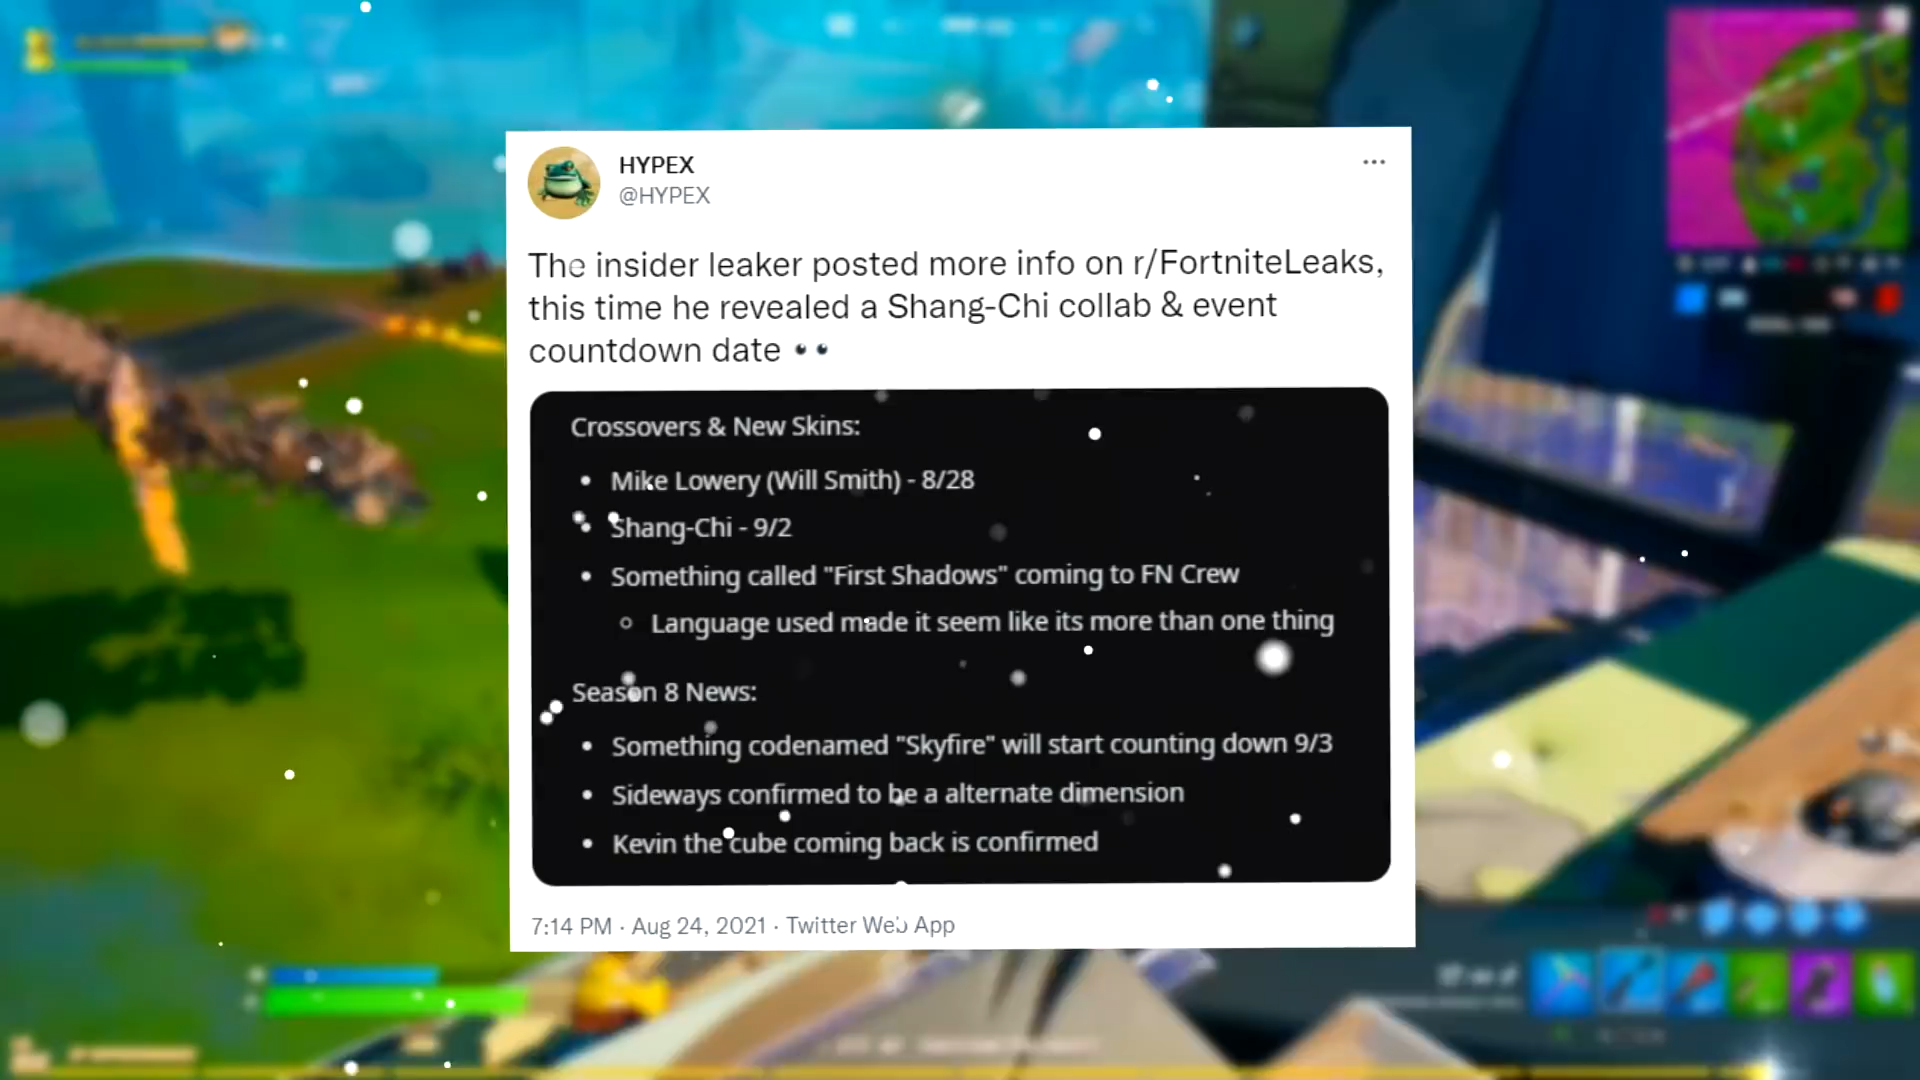 HYPEX
@HYPEX
The insider leaker posted more info on r/FortniteLeaks,
this time he revealed a Shang-Chi collab & event
countdown date 👀
Crossovers & New Skins:
• Mike Lowery (Will Smith) - 8/28
• Shang-Chi - 9/2
• Something called "First Shadows" coming to FN Crew
○ Language used made it seem like its more than one thing
Season 8 News:
• Something codenamed "Skyfire" will start counting down 9/3
• Sideways confirmed to be a alternate dimension
• Kevin the cube coming back is confirmed
7:14 PM · Aug 24, 2021 · Twitter Web App